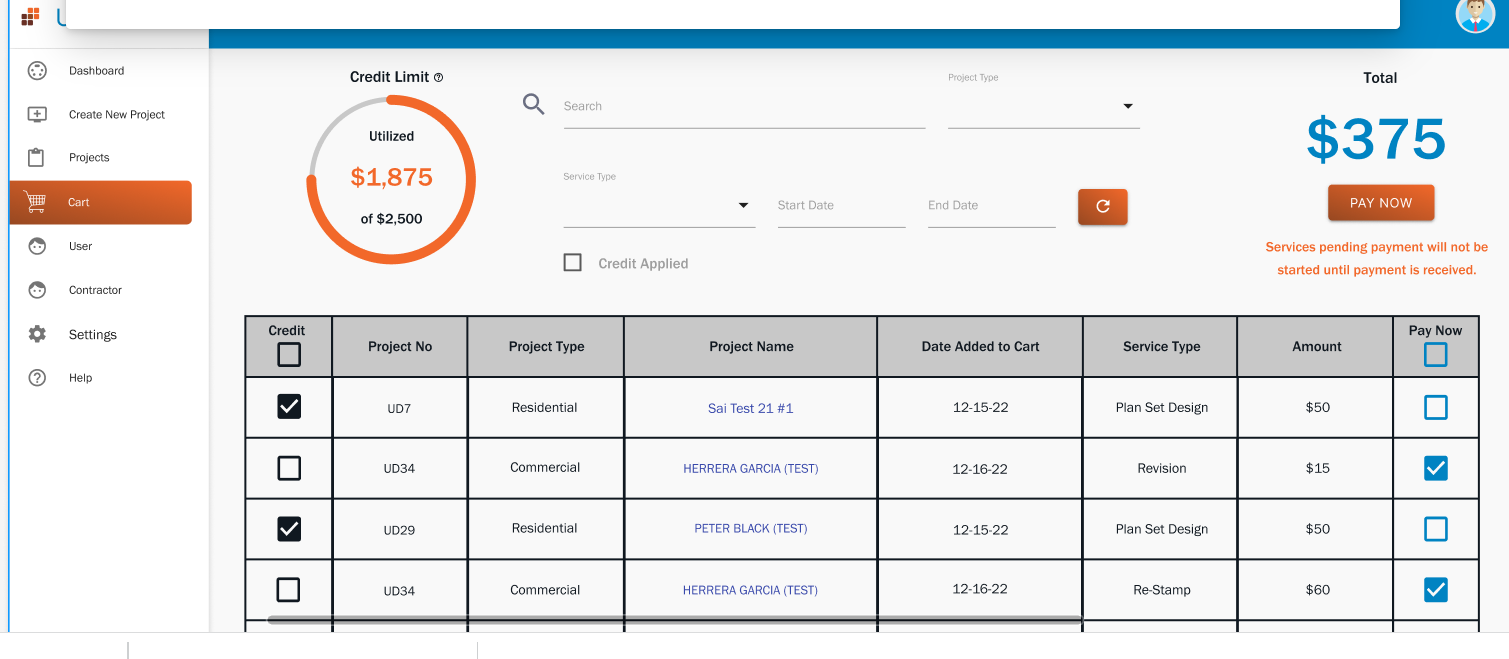 U
Dashboard
Create New Project
Projects
Cart
User
Contractor
Settings
Help
Credit Limit
Utilized
$1,875
of $2,500
Search
Project Type
Service Type
Start Date
End Date
Credit Applied
Total
$375
PAY NOW
Services pending payment will not be
started until payment is received.
Credit Project No Project Type Project Name Date Added to Cart Service Type Amount Pay Now
UD7 Residential Sai Test 21 #1 12-15-22 Plan Set Design $50
UD34 Commercial HERRERA GARCIA (TEST) 12-16-22 Revision $15
UD29 Residential PETER BLACK (TEST) 12-15-22 Plan Set Design $50
UD34 Commercial HERRERA GARCIA (TEST) 12-16-22 Re-Stamp $60